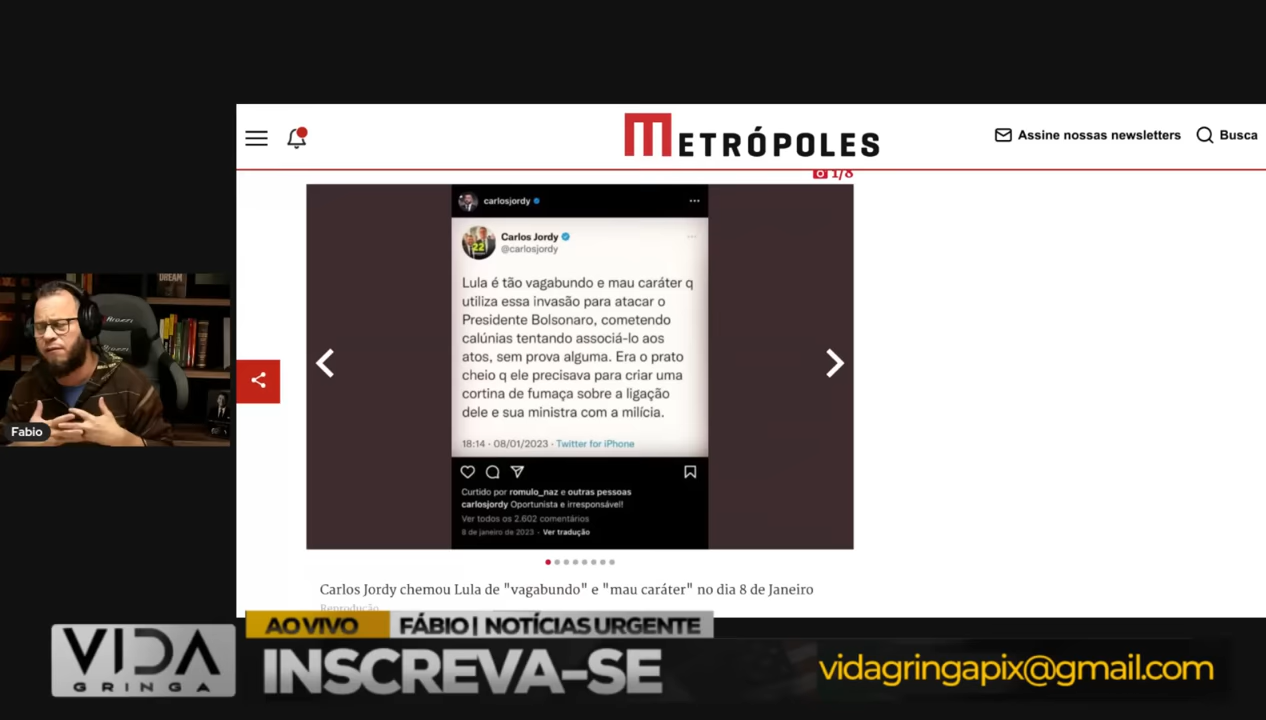 METRÓPOLES
Assine nossas newsletters
Busca
1/8
carlosjordy
Carlos Jordy
@carlosjordy
Lula é tão vagabundo e mau caráter q
utiliza essa invasão para atacar o
Presidente Bolsonaro, cometendo
calúnias tentando associá-lo aos
atos, sem prova alguma. Era o prato
cheio q ele precisava para criar uma
cortina de fumaça sobre a ligação
dele e sua ministra com a milícia.
18:14 · 08/01/2023 · Twitter for iPhone
Curtido por romulo_naz e outras pessoas
carlosjordy Oportunista e irresponsável!
Ver todos os 2.602 comentários
8 de janeiro de 2023 · Ver tradução
Carlos Jordy chamou Lula de "vagabundo" e "mau caráter" no dia 8 de Janeiro
Reprodução
DREAM
22
Fabio
AO VIVO FÁBIO | NOTÍCIAS URGENTE
VIDA
GRINGA
INSCREVA-SE
vidagringapix@gmail.com